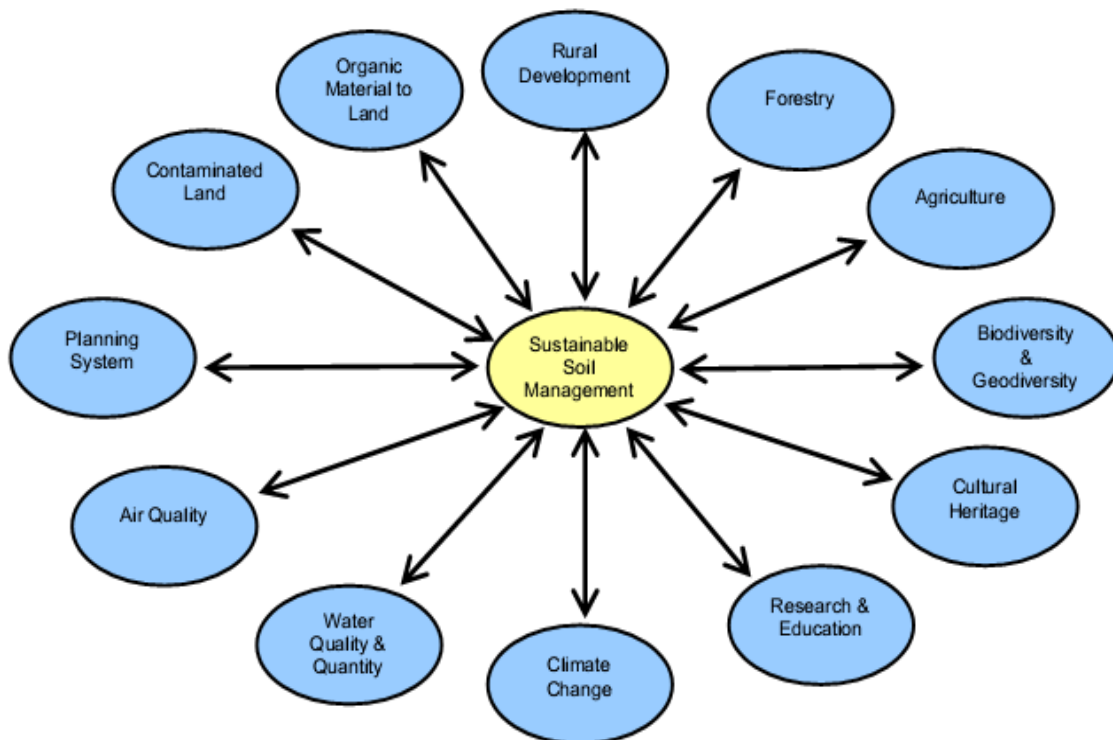 Rural
Development
Organic
Material to
Land
Forestry
Contaminated
Land
Agriculture
Planning
System
Sustainable
Soil
Management
Biodiversity
&
Geodiversity
Air Quality
Cultural
Heritage
Water
Quality &
Quantity
Climate
Change
Research &
Education